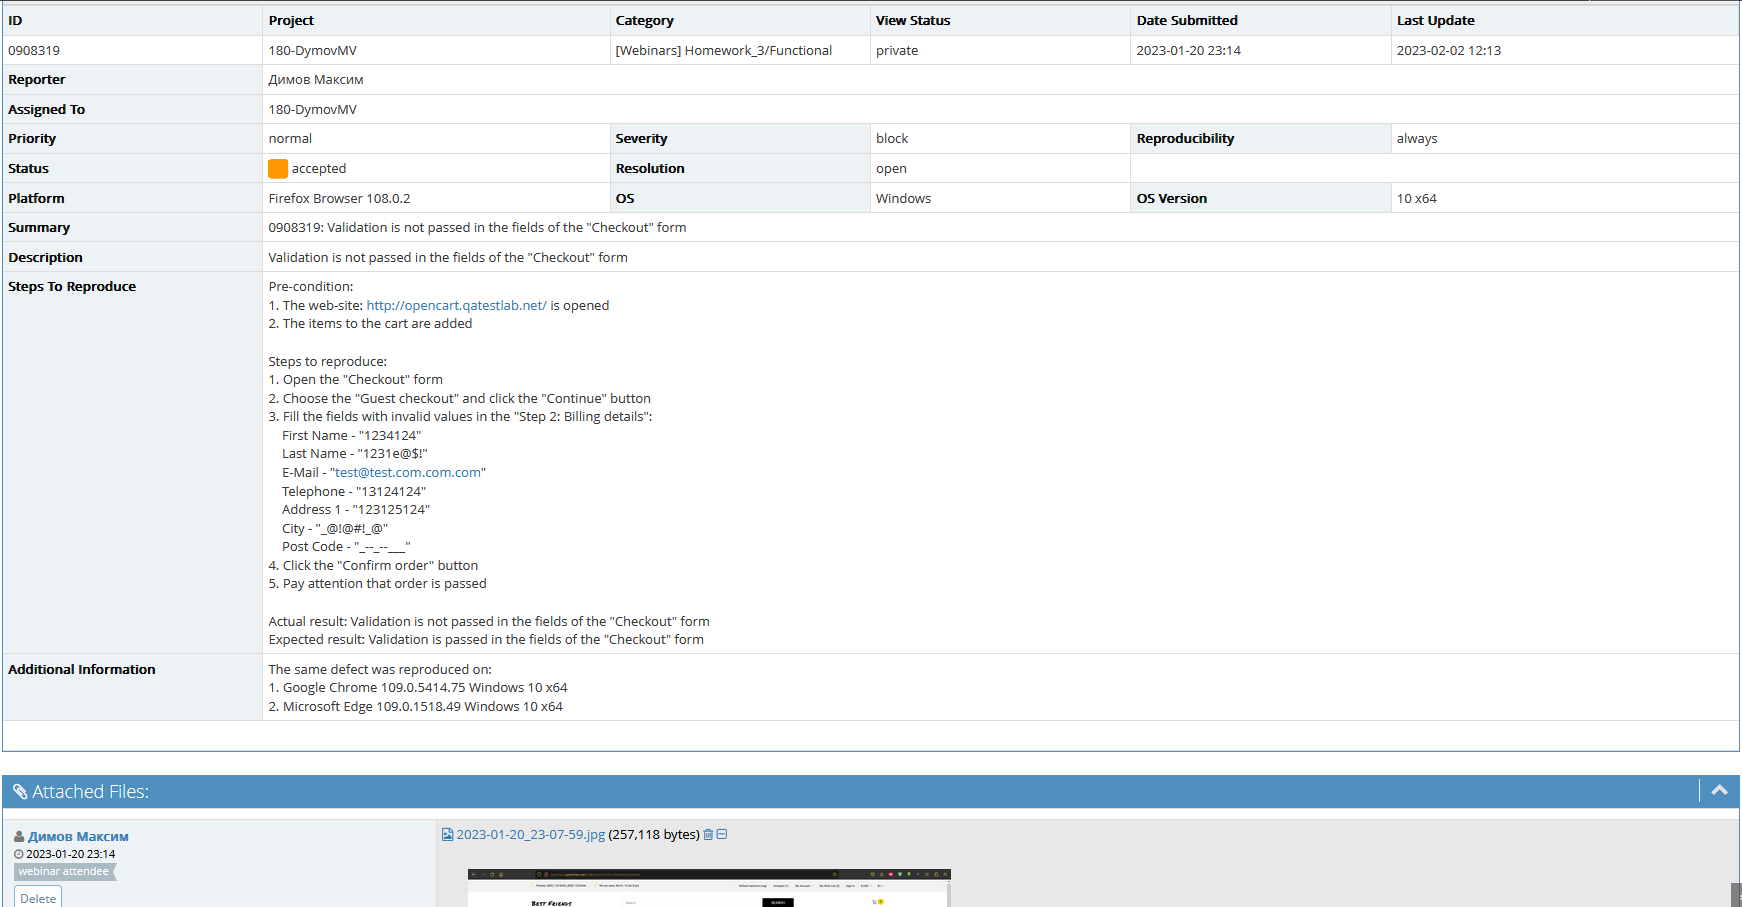 ID Project Category View Status Date Submitted Last Update
0908319 180-DymovMV [Webinars] Homework_3/Functional private 2023-01-20 23:14 2023-02-02 12:13
Reporter Димов Максим
Assigned To 180-DymovMV
Priority normal Severity block Reproducibility always
Status accepted Resolution open
Platform Firefox Browser 108.0.2 OS Windows OS Version 10 x64
Summary 0908319: Validation is not passed in the fields of the "Checkout" form
Description Validation is not passed in the fields of the "Checkout" form
Steps To Reproduce Pre-condition:
1. The web-site: http://opencart.qatestlab.net/ is opened
2. The items to the cart are added
Steps to reproduce:
1. Open the "Checkout" form
2. Choose the "Guest checkout" and click the "Continue" button
3. Fill the fields with invalid values in the "Step 2: Billing details":
First Name - "1234124"
Last Name - "1231e@$!"
E-Mail - "test@test.com.com.com"
Telephone - "13124124"
Address 1 - "123125124"
City - "_@!@#!_@"
Post Code - "_--_--___"
4. Click the "Confirm order" button
5. Pay attention that order is passed
Actual result: Validation is not passed in the fields of the "Checkout" form
Expected result: Validation is passed in the fields of the "Checkout" form
Additional Information The same defect was reproduced on:
1. Google Chrome 109.0.5414.75 Windows 10 x64
2. Microsoft Edge 109.0.1518.49 Windows 10 x64
Attached Files:
Димов Максим
2023-01-20 23:14
webinar attendee
Delete
2023-01-20_23-07-59.jpg (257,118 bytes)
BEST FRIENDS
SEARCH